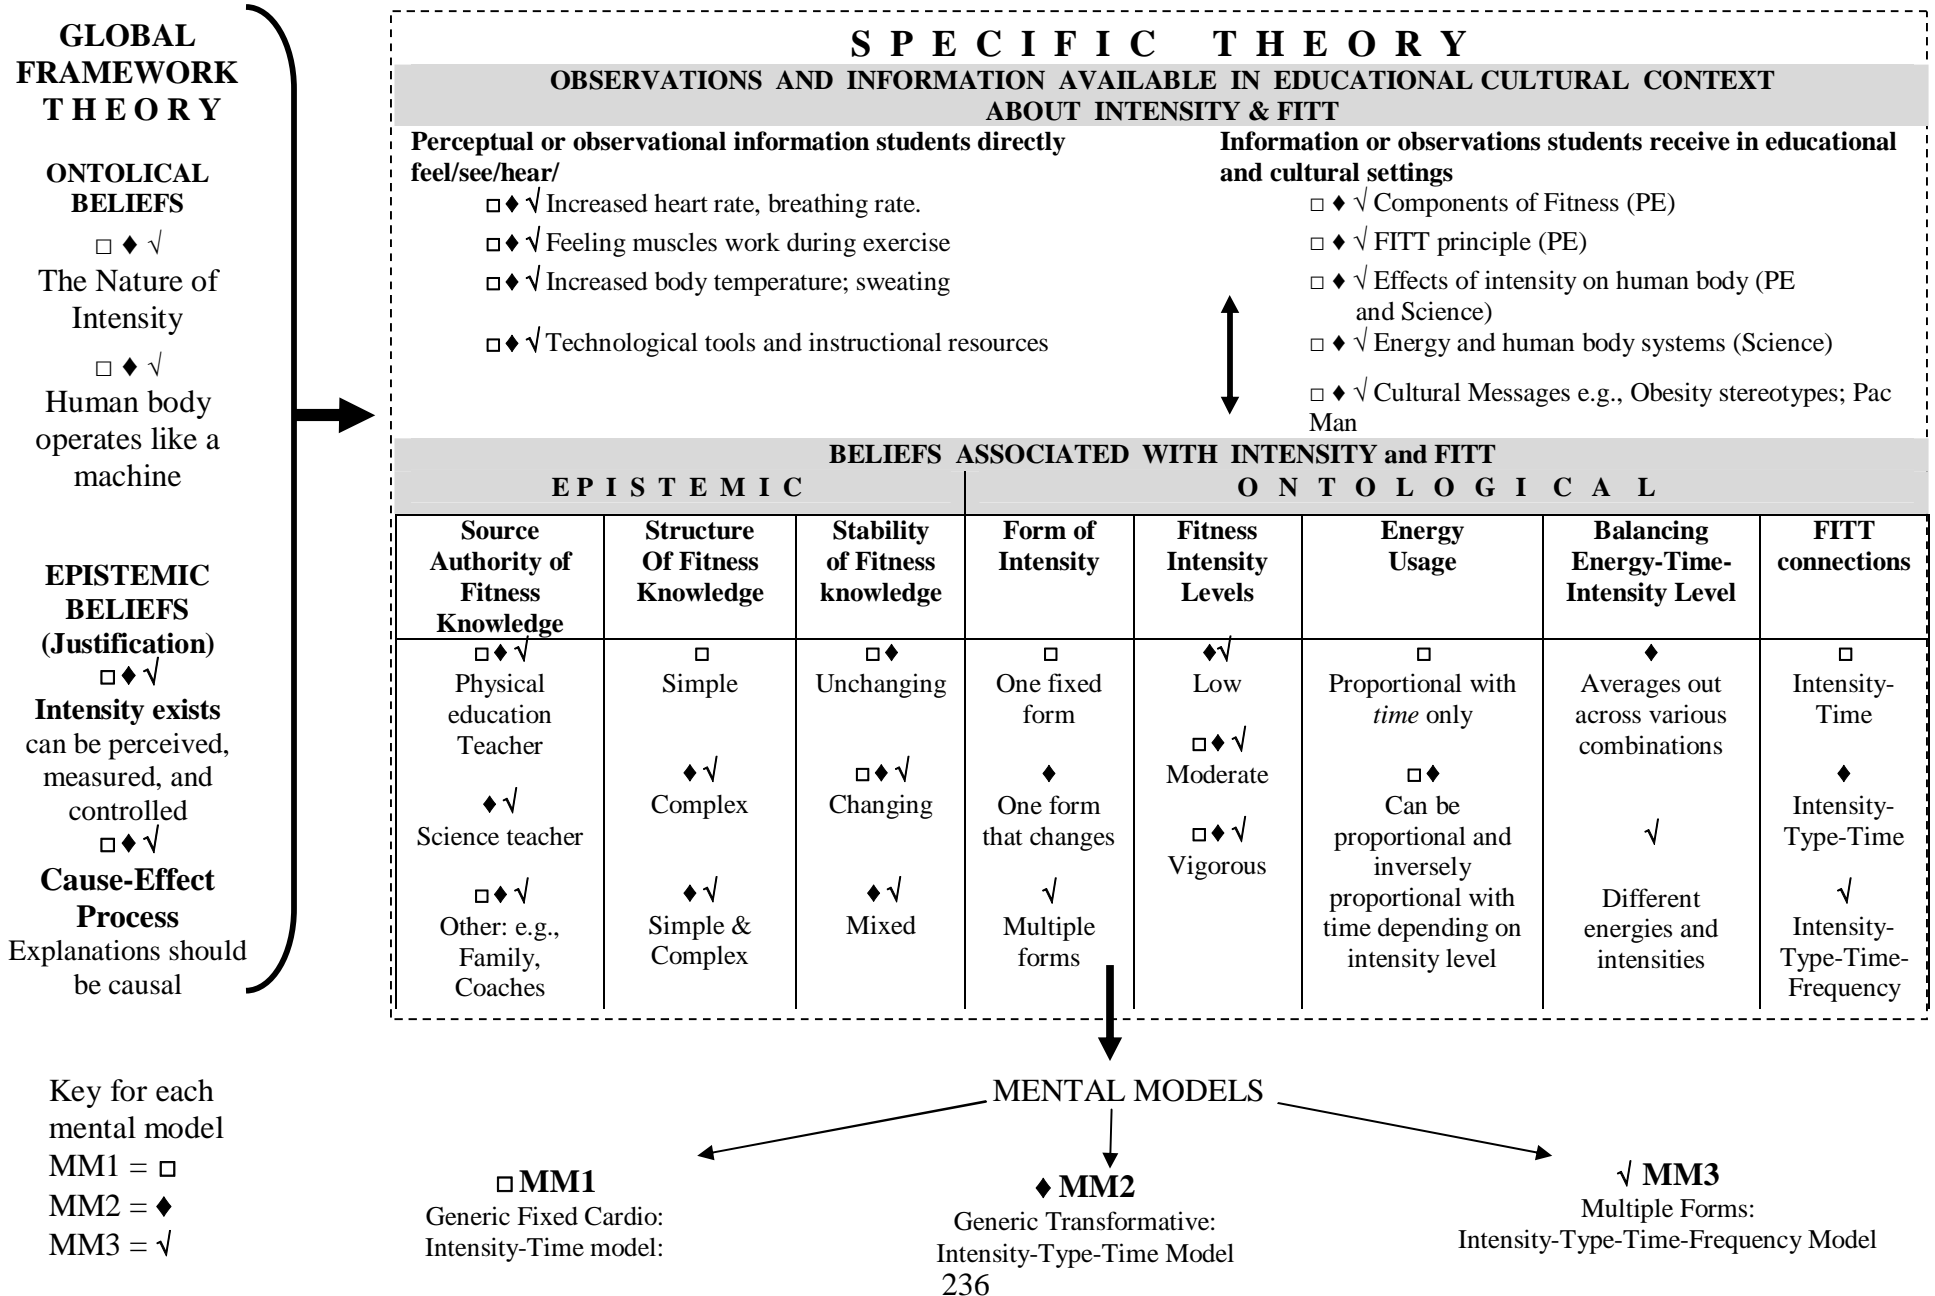 GLOBAL
FRAMEWORK
T H E O R Y
ONTOLICAL
BELIEFS
□ ♦ √
The Nature of
Intensity
□ ♦ √
Human body
operates like a
machine
EPISTEMIC
BELIEFS
(Justification)
□ ♦ √
Intensity exists
can be perceived,
measured, and
controlled
□ ♦ √
Cause-Effect
Process
Explanations should
be causal
S P E C I F I C T H E O R Y
OBSERVATIONS AND INFORMATION AVAILABLE IN EDUCATIONAL CULTURAL CONTEXT
ABOUT INTENSITY & FITT
Perceptual or observational information students directly
feel/see/hear/
□ ♦ √ Increased heart rate, breathing rate.
□ ♦ √ Feeling muscles work during exercise
□ ♦ √ Increased body temperature; sweating
□ ♦ √ Technological tools and instructional resources
Information or observations students receive in educational
and cultural settings
□ ♦ √ Components of Fitness (PE)
□ ♦ √ FITT principle (PE)
□ ♦ √ Effects of intensity on human body (PE
and Science)
□ ♦ √ Energy and human body systems (Science)
□ ♦ √ Cultural Messages e.g., Obesity stereotypes; Pac
Man
BELIEFS ASSOCIATED WITH INTENSITY and FITT
E P I S T E M I C
O N T O L O G I C A L
Source
Authority of
Fitness
Knowledge
□ ♦ √
Physical
education
Teacher
♦ √
Science teacher
□ ♦ √
Other: e.g.,
Family,
Coaches
Structure
Of Fitness
Knowledge
□
Simple
♦ √
Complex
♦ √
Simple &
Complex
Stability
of Fitness
knowledge
□ ♦
Unchanging
□ ♦ √
Changing
♦ √
Mixed
Form of
Intensity
□
One fixed
form
♦
One form
that changes
√
Multiple
forms
Fitness
Intensity
Levels
♦√
Low
□ ♦ √
Moderate
□ ♦ √
Vigorous
Energy
Usage
□
Proportional with
time only
□ ♦
Can be
proportional and
inversely
proportional with
time depending on
intensity level
Balancing
Energy-Time-
Intensity Level
♦
Averages out
across various
combinations
√
Different
energies and
intensities
FITT
connections
□
Intensity-
Time
♦
Intensity-
Type-Time
√
Intensity-
Type-Time-
Frequency
Key for each
mental model
MM1 = □
MM2 = ♦
MM3 = √
MENTAL MODELS
□ MM1
Generic Fixed Cardio:
Intensity-Time model:
♦ MM2
Generic Transformative:
Intensity-Type-Time Model
√ MM3
Multiple Forms:
Intensity-Type-Time-Frequency Model
236